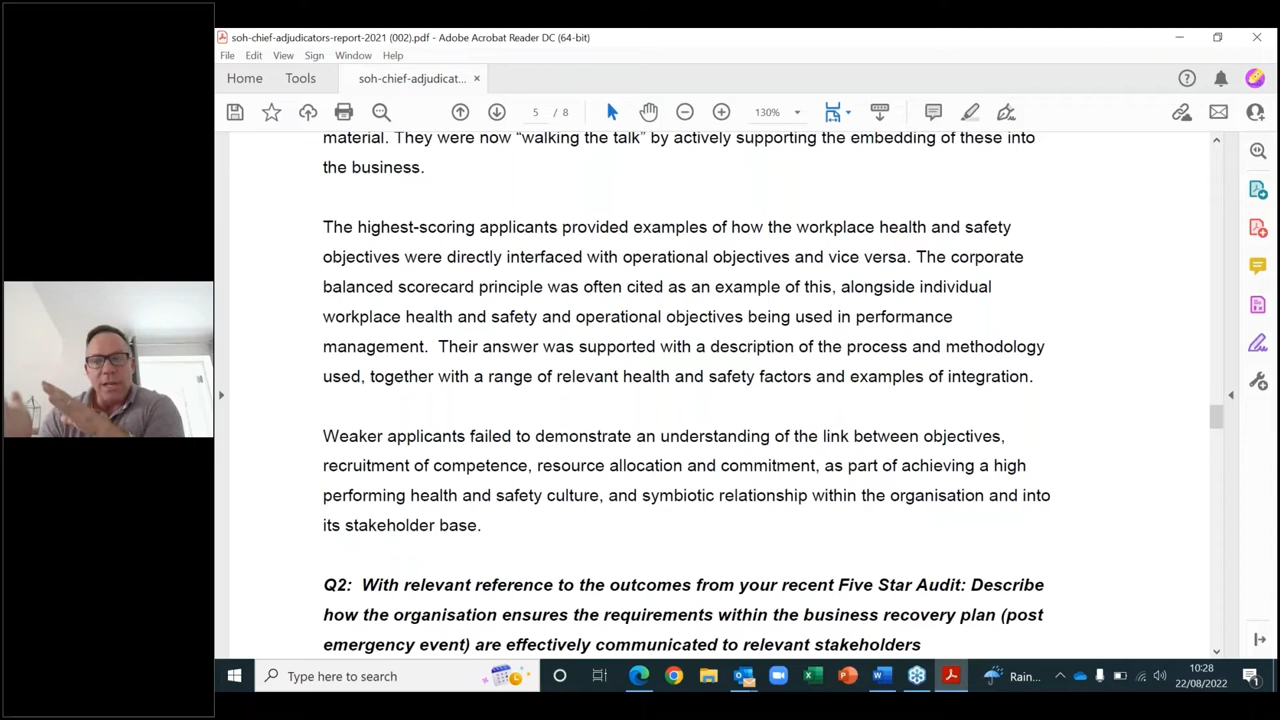 soh-chief-adjudicators-report-2021 (002).pdf - Adobe Acrobat Reader DC (64-bit)
File Edit View Sign Window Help
Home Tools soh-chief-adjudicat... ×
5 / 8 130%
material. They were now “walking the talk” by actively supporting the embedding of these into
the business.
The highest-scoring applicants provided examples of how the workplace health and safety
objectives were directly interfaced with operational objectives and vice versa. The corporate
balanced scorecard principle was often cited as an example of this, alongside individual
workplace health and safety and operational objectives being used in performance
management.  Their answer was supported with a description of the process and methodology
used, together with a range of relevant health and safety factors and examples of integration.
Weaker applicants failed to demonstrate an understanding of the link between objectives,
recruitment of competence, resource allocation and commitment, as part of achieving a high
performing health and safety culture, and symbiotic relationship within the organisation and into
its stakeholder base.
Q2:  With relevant reference to the outcomes from your recent Five Star Audit: Describe
how the organisation ensures the requirements within the business recovery plan (post
emergency event) are effectively communicated to relevant stakeholders
Type here to search
Rain...
10:28
22/08/2022
1